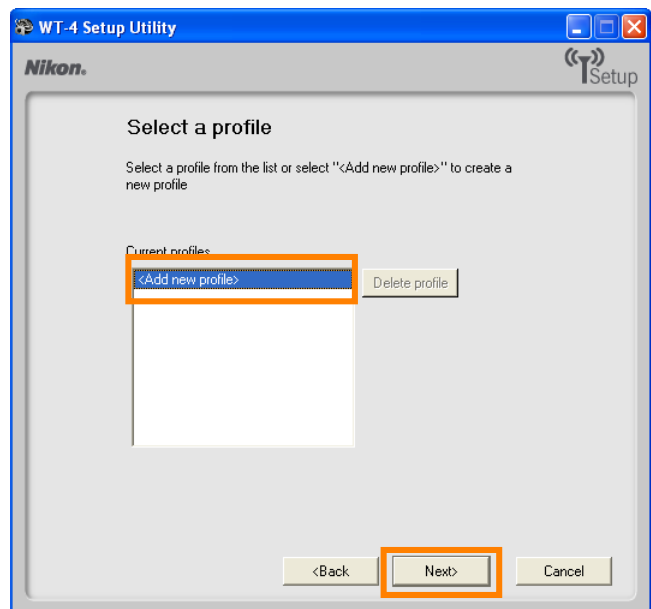 WT-4 Setup Utility
Nikon.
Setup
Select a profile
Select a profile from the list or select "<Add new profile>" to create a
new profile
Current profiles
<Add new profile>
Delete profile
<Back
Next>
Cancel